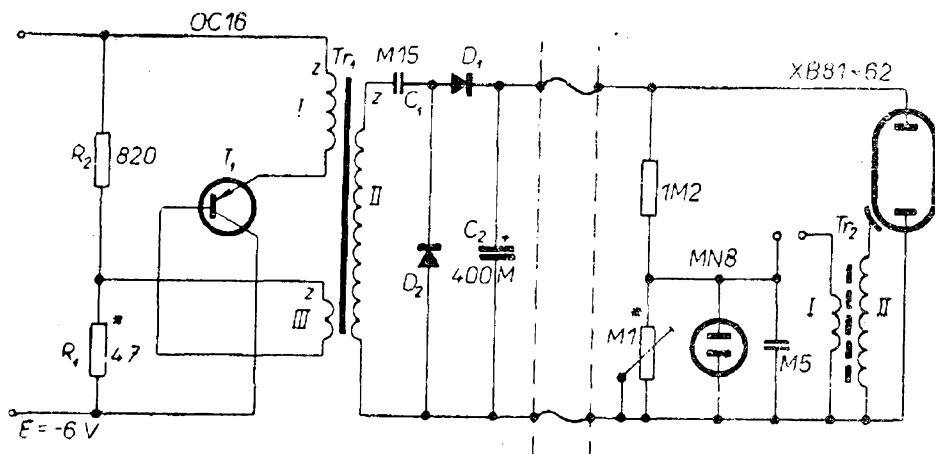 OC16
Tr₁
M15
D₁
XB81-62
z
z
C₁
I
R₂
820
T₁
II
1M2
C₂
+
400M
D₂
Tr₂
MN8
z
III
*
R₁
47
*
M1
M5
I
II
E = -6 V